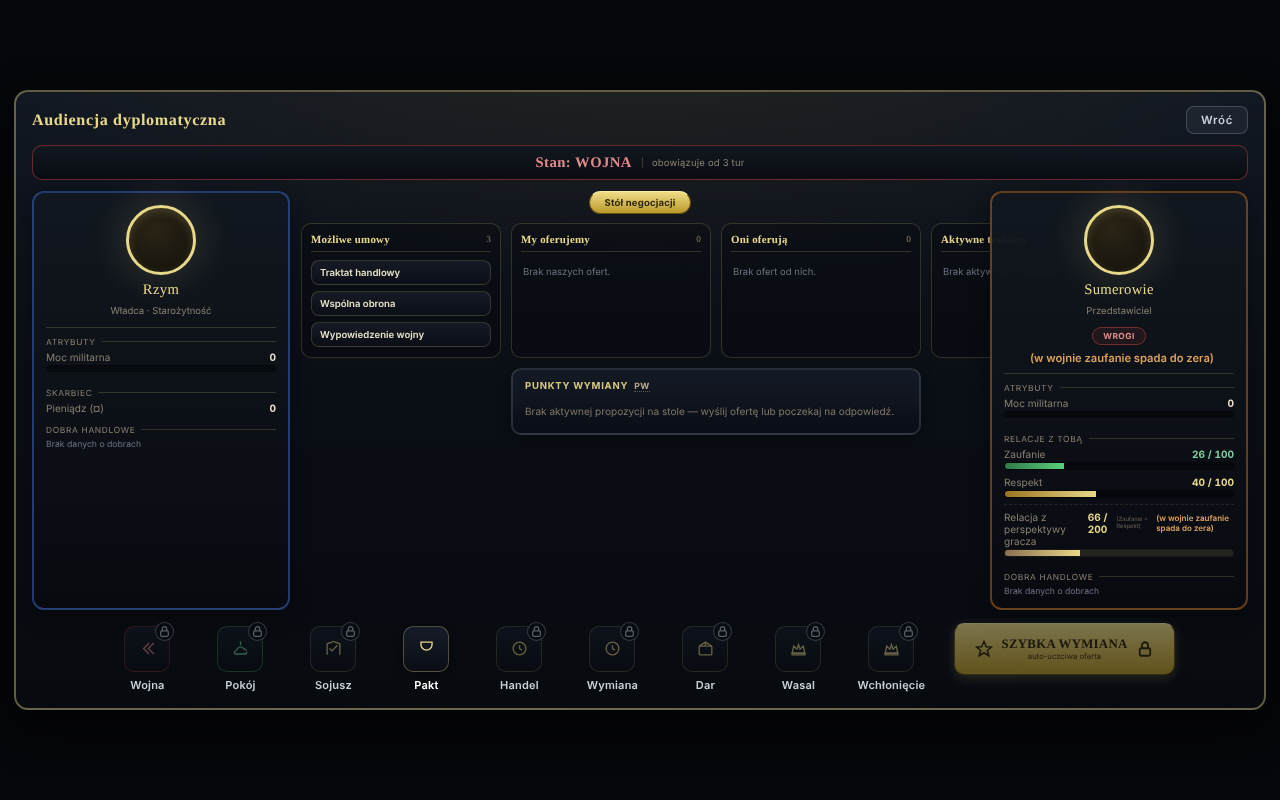 Audiencja dyplomatyczna
Wróć
Stan: WOJNA
obowiązuje od 3 tur
Rzym
Władca · Starożytność
ATRYBUTY
Moc militarna 0
SKARBIEC
Pieniądz (¤) 0
DOBRA HANDLOWE
Brak danych o dobrach
Stół negocjacji
Możliwe umowy 3
Traktat handlowy
Wspólna obrona
Wypowiedzenie wojny
My oferujemy 0
Brak naszych ofert.
Oni oferują 0
Brak ofert od nich.
Aktywne
Brak
PUNKTY WYMIANY PW
Brak aktywnej propozycji na stole — wyślij ofertę lub poczekaj na odpowiedź.
Sumerowie
Przedstawiciel
WROGI
(w wojnie zaufanie spada do zera)
ATRYBUTY
Moc militarna 0
RELACJE Z TOBĄ
Zaufanie 26 / 100
Respekt 40 / 100
Relacja z
perspektywy
gracza
66 /
200
(Zaufanie +
Respekt)
(w wojnie zaufanie
spada do zera)
DOBRA HANDLOWE
Brak danych o dobrach
Wojna
Pokój
Sojusz
Pakt
Handel
Wymiana
Dar
Wasal
Wchłonięcie
SZYBKA WYMIANA
auto-uczciwa oferta